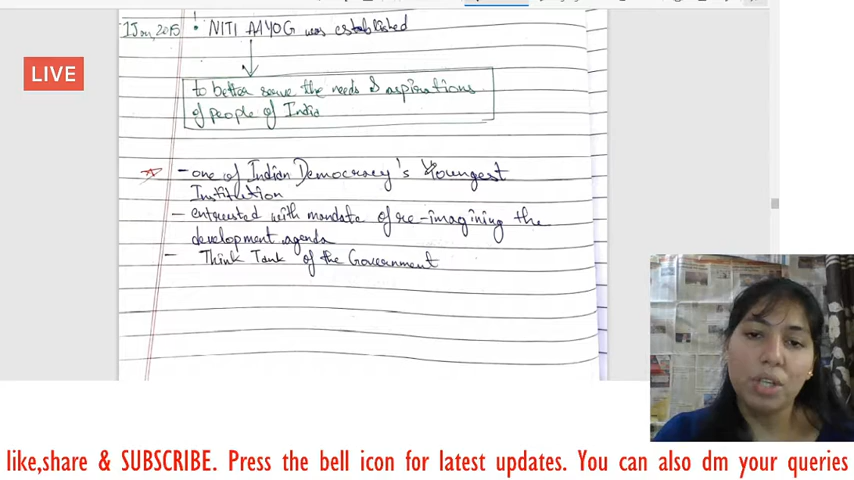 1 Jan, 2015 : NITI AAYOG was established
LIVE
to better serve the needs & aspirations
of people of India
- one of Indian Democracy's Youngest
Institution
- entrusted with mandate of re-imagining the
development agenda
- Think Tank of the Government
like,share & SUBSCRIBE. Press the bell icon for latest updates. You can also dm your queries